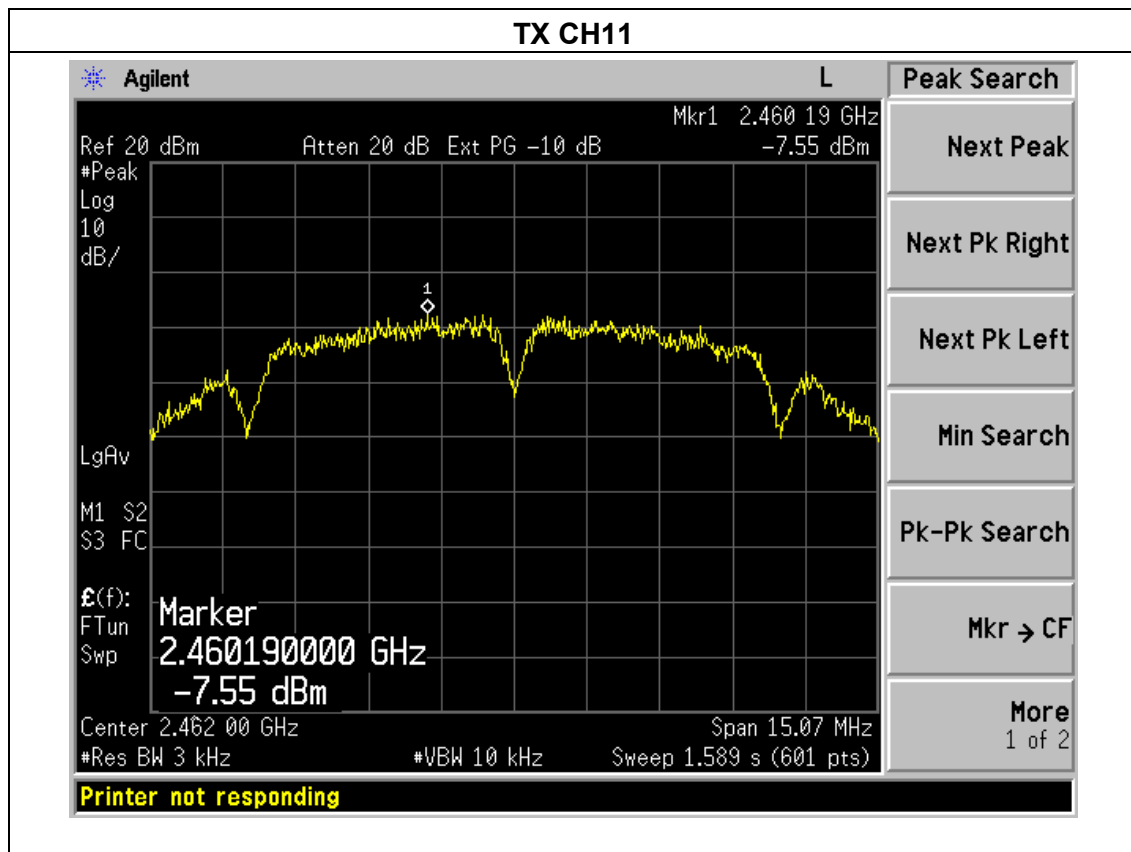 TX CH11
Agilent L Peak Search
Mkr1 2.460 19 GHz
Ref 20 dBm Atten 20 dB Ext PG -10 dB -7.55 dBm
#Peak
Log
10
dB/
1
LgAv
M1 S2
S3 FC
£(f):
FTun
Swp
Marker
2.460190000 GHz
-7.55 dBm
Center 2.462 00 GHz Span 15.07 MHz
#Res BW 3 kHz #VBW 10 kHz Sweep 1.589 s (601 pts)
Printer not responding
Next Peak
Next Pk Right
Next Pk Left
Min Search
Pk-Pk Search
Mkr → CF
More
1 of 2